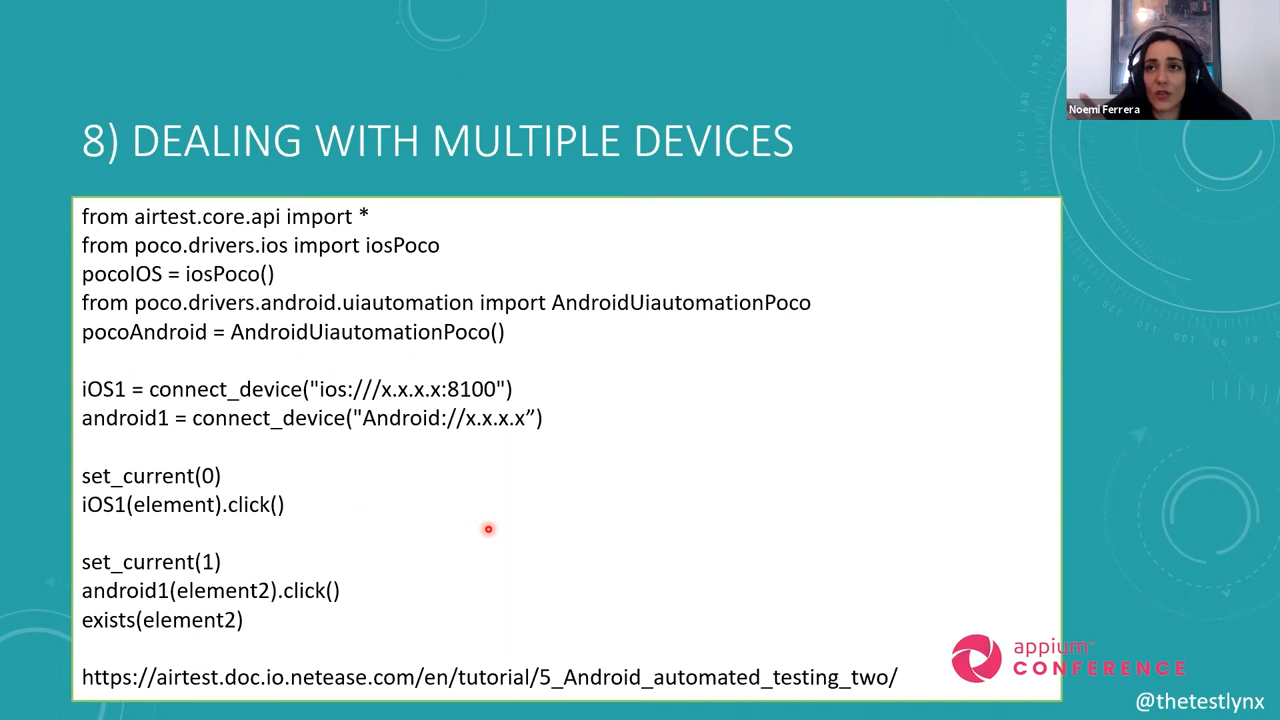 Noemi Ferrera
8) DEALING WITH MULTIPLE DEVICES
from airtest.core.api import *
from poco.drivers.ios import iosPoco
pocoIOS = iosPoco()
from poco.drivers.android.uiautomation import AndroidUiautomationPoco
pocoAndroid = AndroidUiautomationPoco()
iOS1 = connect_device("ios:///x.x.x.x:8100")
android1 = connect_device("Android://x.x.x.x”)
set_current(0)
iOS1(element).click()
set_current(1)
android1(element2).click()
exists(element2)
https://airtest.doc.io.netease.com/en/tutorial/5_Android_automated_testing_two/
appium™
CONFERENCE
@thetestlynx